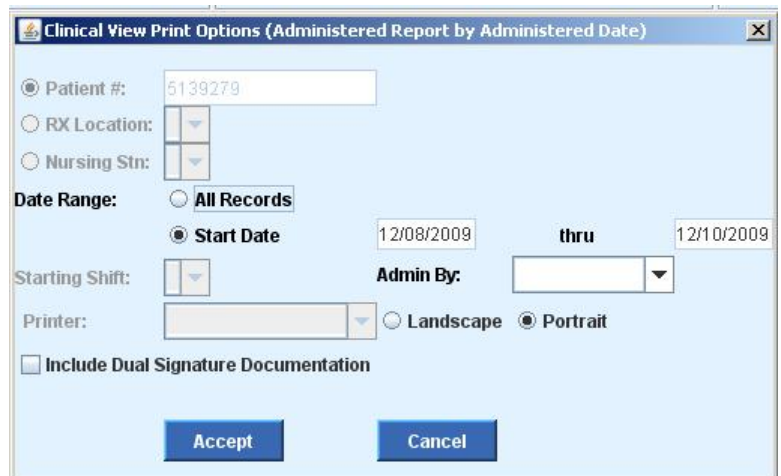 Clinical View Print Options (Administered Report by Administered Date)
Patient #: 5139279
RX Location:
Nursing Stn:
Date Range: All Records
Start Date 12/08/2009 thru 12/10/2009
Starting Shift: Admin By:
Printer: Landscape Portrait
Include Dual Signature Documentation
Accept Cancel